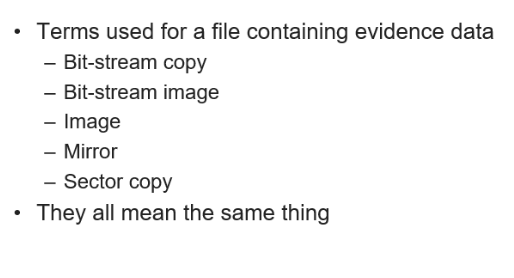 • Terms used for a file containing evidence data
– Bit-stream copy
– Bit-stream image
– Image
– Mirror
– Sector copy
• They all mean the same thing